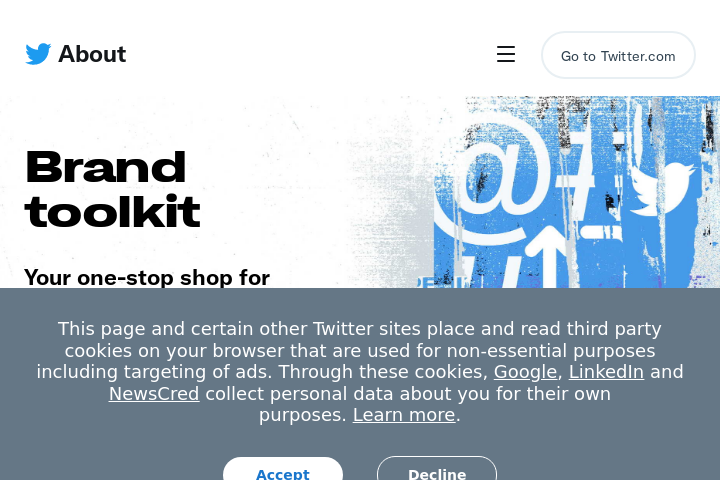 About
Go to Twitter.com
Brand
toolkit
@#
Your one-stop shop for
This page and certain other Twitter sites place and read third party
cookies on your browser that are used for non-essential purposes
including targeting of ads. Through these cookies, Google, LinkedIn and
NewsCred collect personal data about you for their own
purposes. Learn more.
Accept
Decline